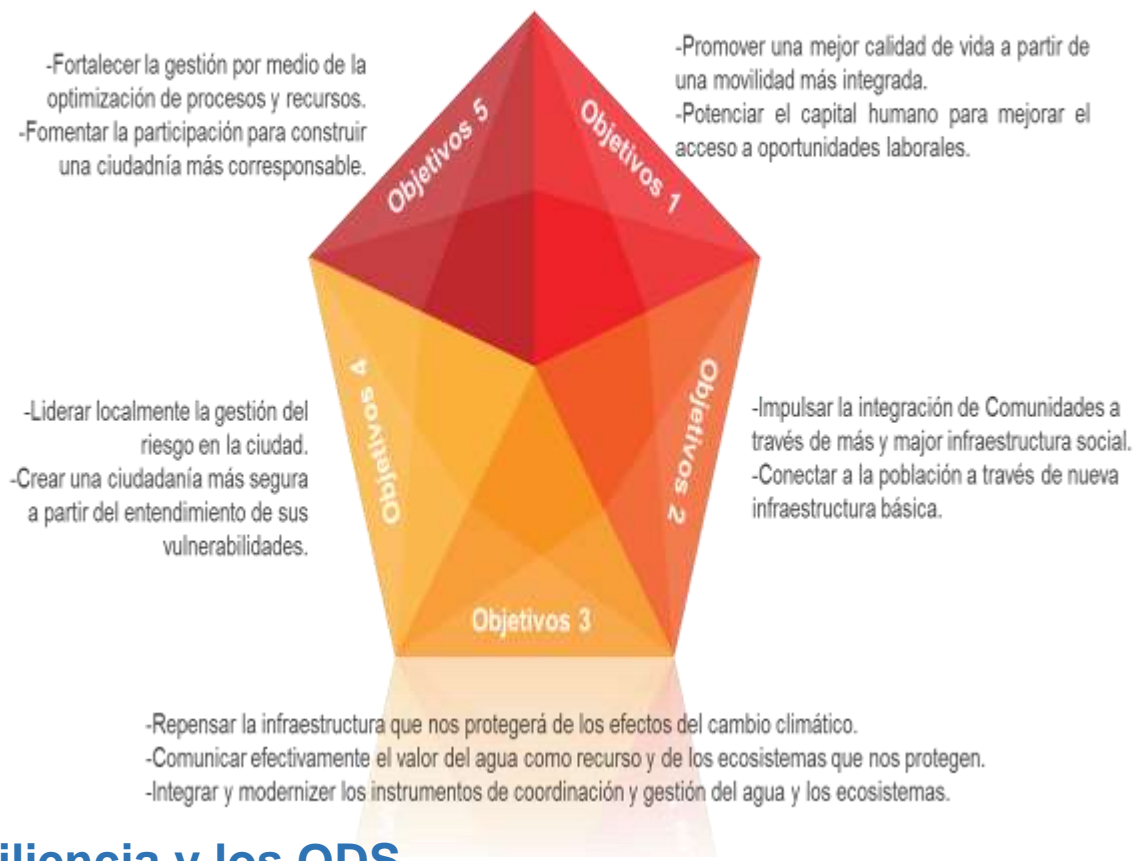 -Fortalecer la gestión por medio de la
optimización de procesos y recursos.
-Fomentar la participación para construir
una ciudadnía más corresponsable.
Objetivos 5
Objetivos 1
-Promover una mejor calidad de vida a partir de
una movilidad más integrada.
-Potenciar el capital humano para mejorar el
acceso a oportunidades laborales.
-Liderar localmente la gestión del
riesgo en la ciudad.
-Crear una ciudadanía más segura
a partir del entendimiento de sus
vulnerabilidades.
Objetivos 4
Objetivos 2
-Impulsar la integración de Comunidades a
través de más y major infraestructura social.
-Conectar a la población a través de nueva
infraestructura básica.
Objetivos 3
-Repensar la infraestructura que nos protegerá de los efectos del cambio climático.
-Comunicar efectivamente el valor del agua como recurso y de los ecosistemas que nos protegen.
-Integrar y modernizer los instrumentos de coordinación y gestión del agua y los ecosistemas.
y los ODS